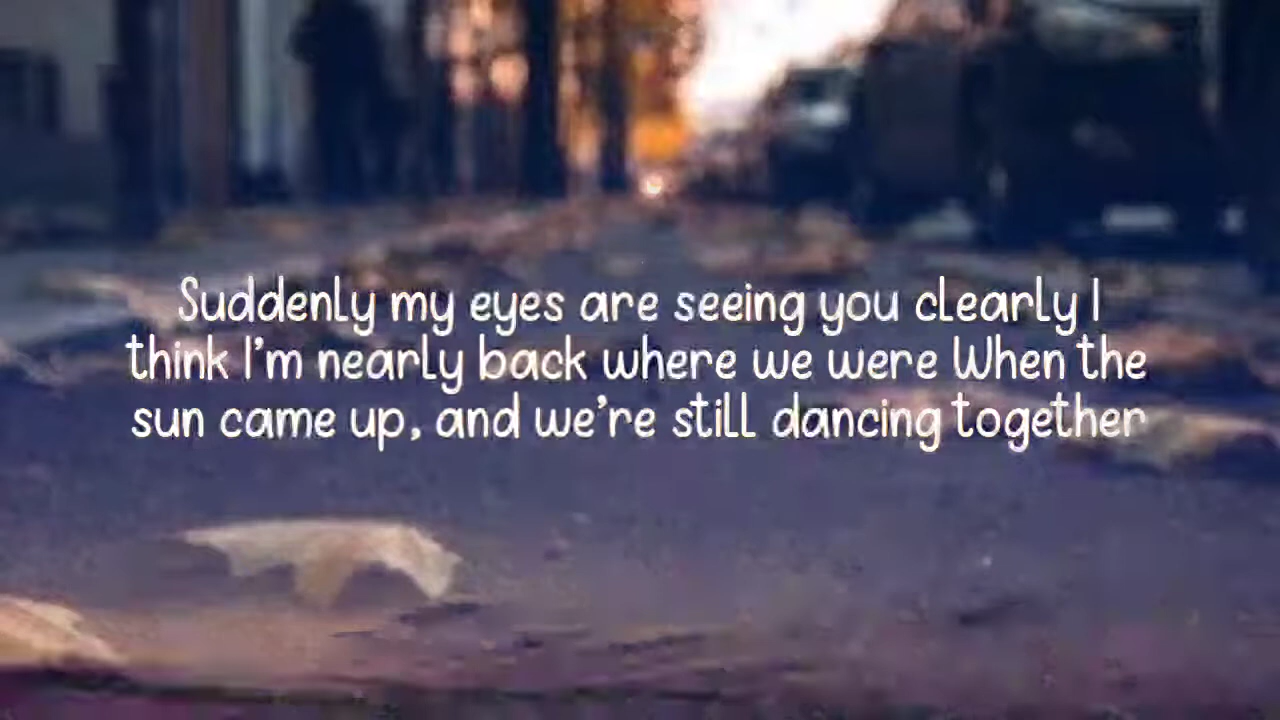 Suddenly my eyes are seeing you clearly I
think I’m nearly back where we were When the
sun came up, and we’re still dancing together